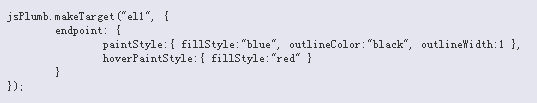 jsPlumb.makeTarget("el1", {
endpoint: {
paintStyle:{ fillStyle:"blue", outlineColor:"black", outlineWidth:1 },
hoverPaintStyle:{ fillStyle:"red" }
}
});